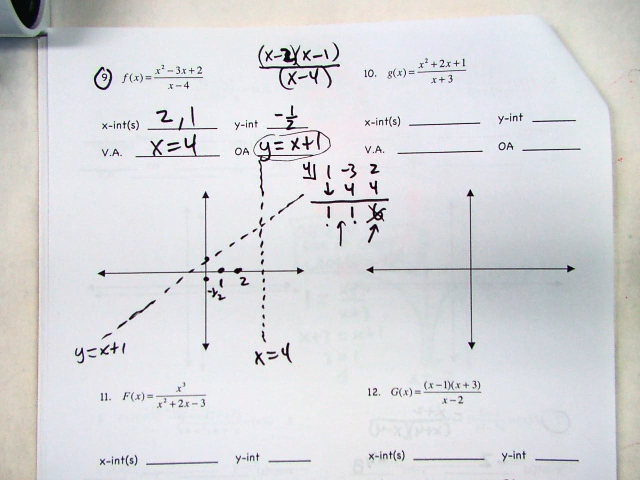 (x-2)(x-1)
(x-4)
9 f(x)= x² − 3x + 2
x − 4
10. g(x)= x² + 2x + 1
x + 3
x-int(s) 2,1 y-int -1/2
V.A. x=4 OA y=x+1
x-int(s) y-int
V.A. OA
4 1 -3 2
↓ 4 4
1 1 6
-1/2 1 2
y=x+1
x=4
11. F(x)= x³
x² + 2x − 3
12. G(x)= (x−1)(x+3)
x − 2
x-int(s) y-int
x-int(s) y-int